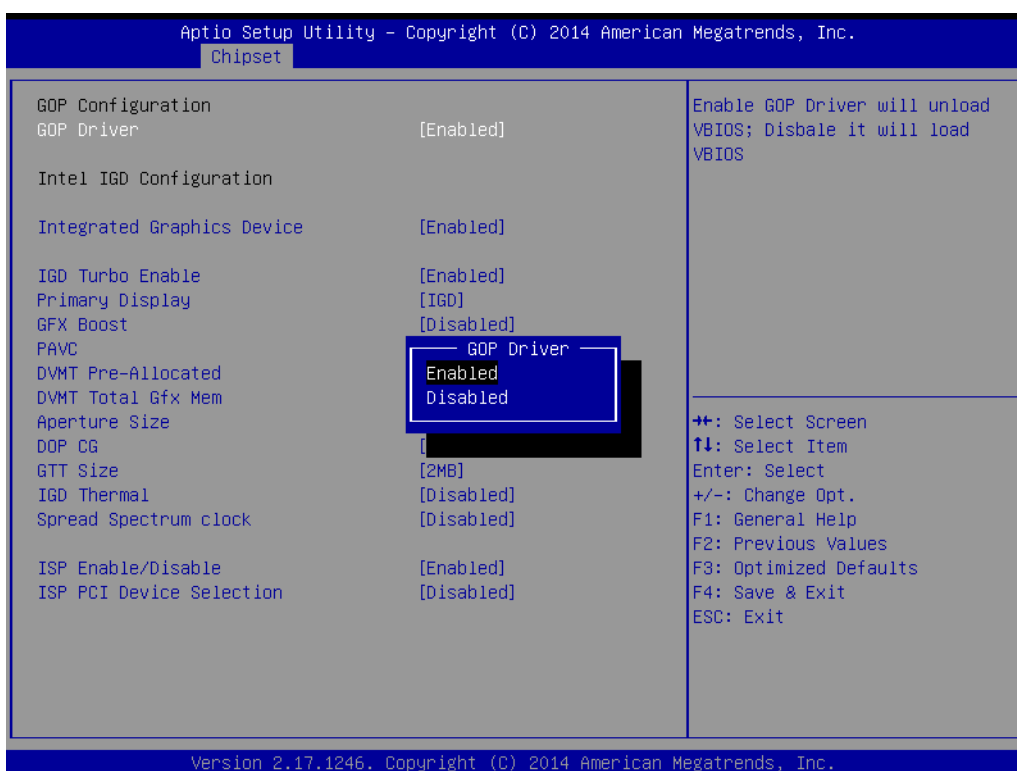 Aptio Setup Utility – Copyright (C) 2014 American Megatrends, Inc.
Chipset
GOP Configuration
GOP Driver [Enabled]
Intel IGD Configuration
Integrated Graphics Device [Enabled]
IGD Turbo Enable [Enabled]
Primary Display [IGD]
GFX Boost [Disabled]
PAVC
DVMT Pre-Allocated
DVMT Total Gfx Mem
Aperture Size
DOP CG [
GTT Size [2MB]
IGD Thermal [Disabled]
Spread Spectrum clock [Disabled]
ISP Enable/Disable [Enabled]
ISP PCI Device Selection [Disabled]
GOP Driver
Enabled
Disabled
Enable GOP Driver will unload
VBIOS; Disbale it will load
VBIOS
→←: Select Screen
↑↓: Select Item
Enter: Select
+/-: Change Opt.
F1: General Help
F2: Previous Values
F3: Optimized Defaults
F4: Save & Exit
ESC: Exit
Version 2.17.1246. Copyright (C) 2014 American Megatrends, Inc.